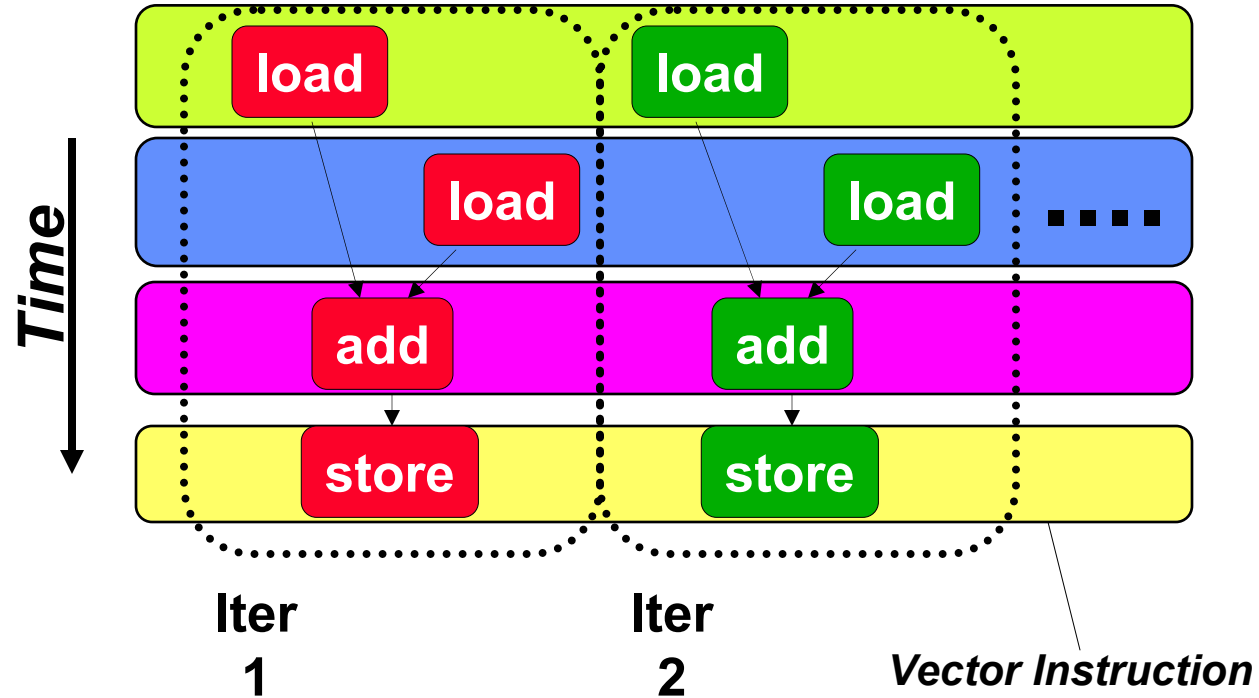 load load
load load
Time
add add
store store
Iter Iter
1 2
Vector Instruction